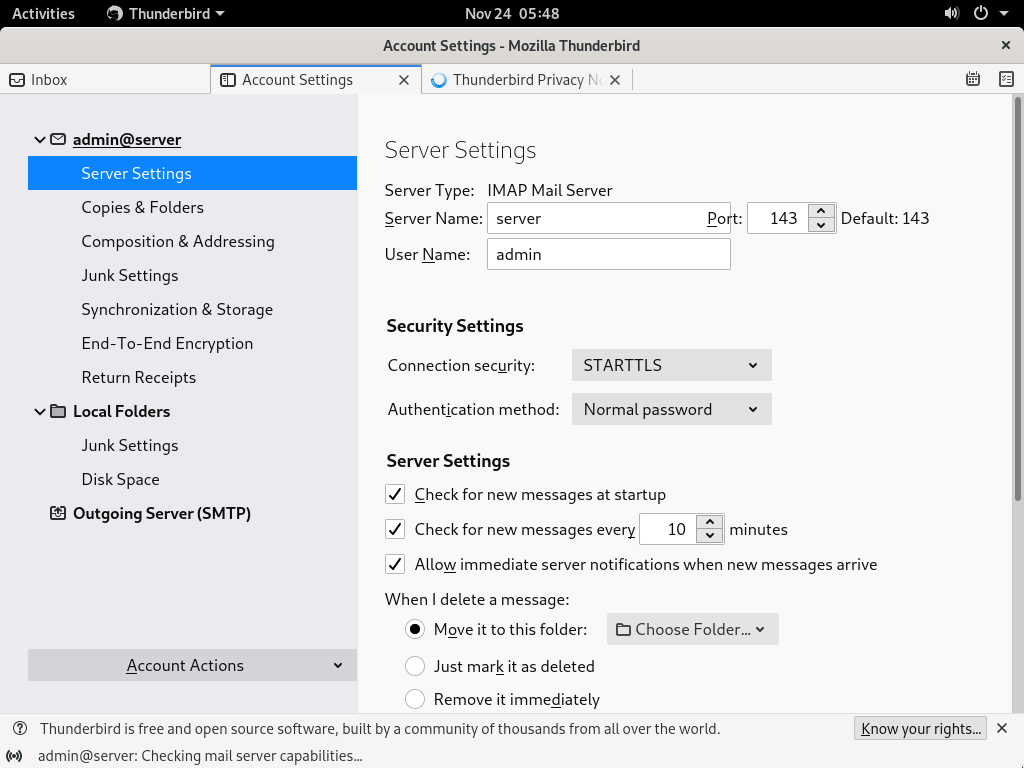 Activities Thunderbird Nov 24 05:48
Account Settings - Mozilla Thunderbird
Inbox Account Settings Thunderbird Privacy No
admin@server
Server Settings
Copies & Folders
Composition & Addressing
Junk Settings
Synchronization & Storage
End-To-End Encryption
Return Receipts
Local Folders
Junk Settings
Disk Space
Outgoing Server (SMTP)
Account Actions
Server Settings
Server Type: IMAP Mail Server
Server Name: server Port: 143 Default: 143
User Name: admin
Security Settings
Connection security: STARTTLS
Authentication method: Normal password
Server Settings
Check for new messages at startup
Check for new messages every 10 minutes
Allow immediate server notifications when new messages arrive
When I delete a message:
Move it to this folder: Choose Folder...
Just mark it as deleted
Remove it immediately
Thunderbird is free and open source software, built by a community of thousands from all over the world. Know your rights...
admin@server: Checking mail server capabilities...